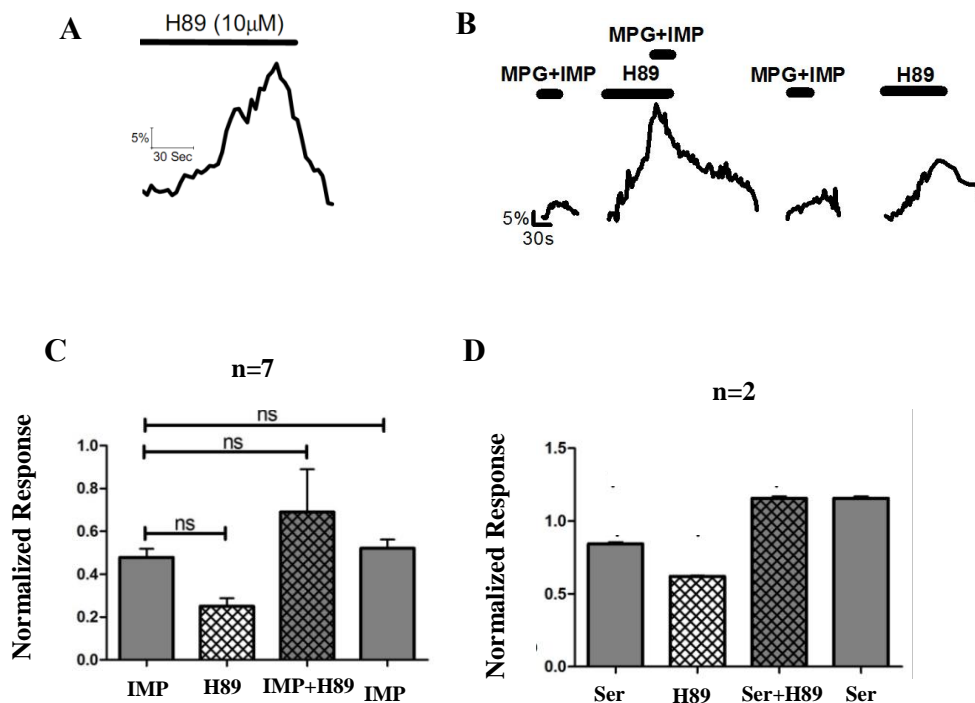 A
H89 (10µM)
5%
30 Sec
B
MPG+IMP
MPG+IMP
H89
MPG+IMP
H89
5%
30s
C
n=7
Normalized Response
1.0
0.8
0.6
0.4
0.2
0.0
ns
ns
ns
IMP
H89
IMP+H89
IMP
D
n=2
Normalized Response
1.5
1.0
0.5
0.0
Ser
H89
Ser+H89
Ser